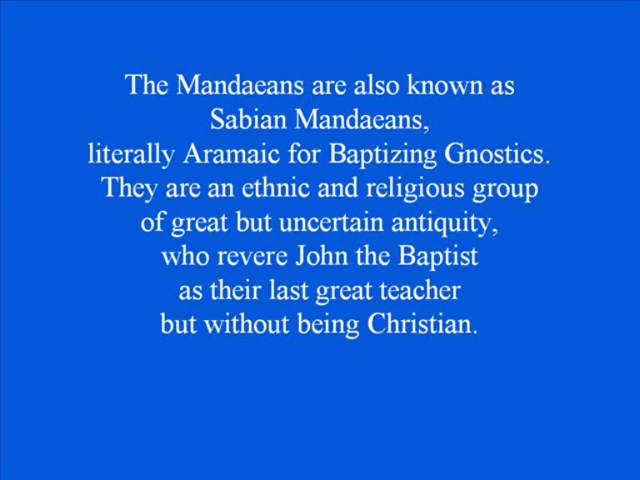 The Mandaeans are also known as
Sabian Mandaeans,
literally Aramaic for Baptizing Gnostics.
They are an ethnic and religious group
of great but uncertain antiquity,
who revere John the Baptist
as their last great teacher
but without being Christian.